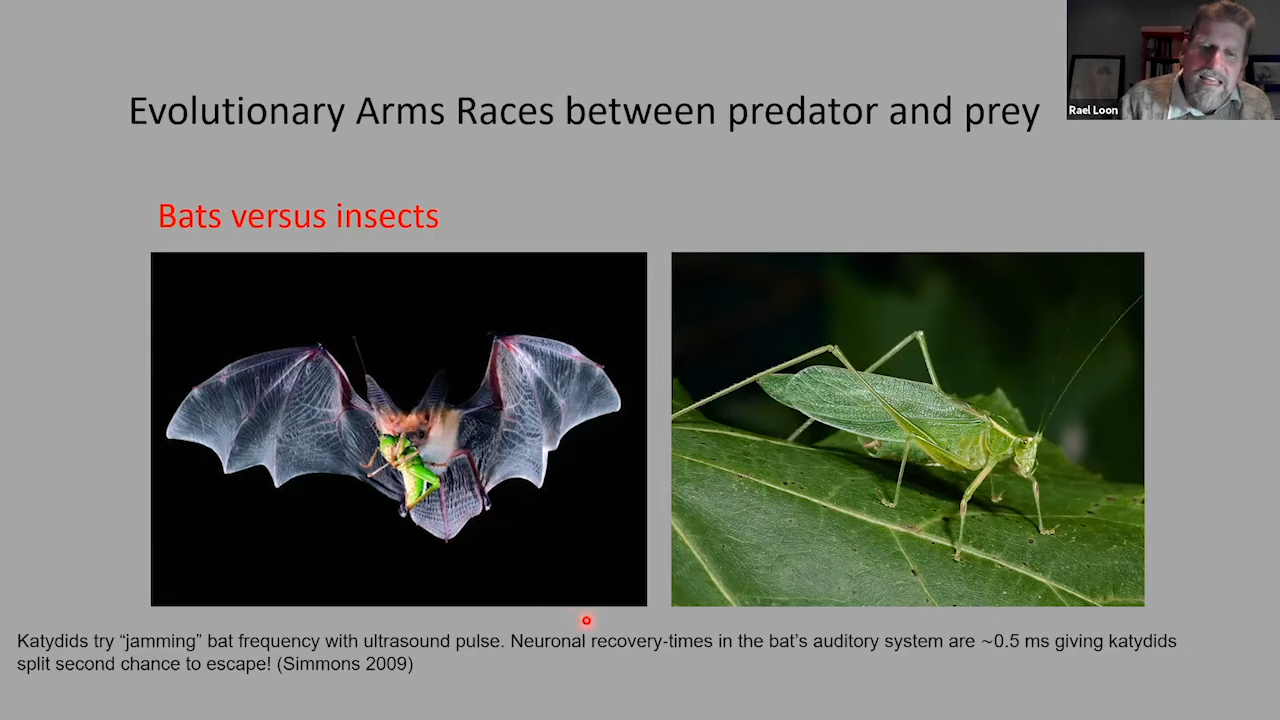 Evolutionary Arms Races between predator and prey
Rael Loon
Bats versus insects
Katydids try “jamming” bat frequency with ultrasound pulse. Neuronal recovery-times in the bat’s auditory system are ~0.5 ms giving katydids
split second chance to escape! (Simmons 2009)